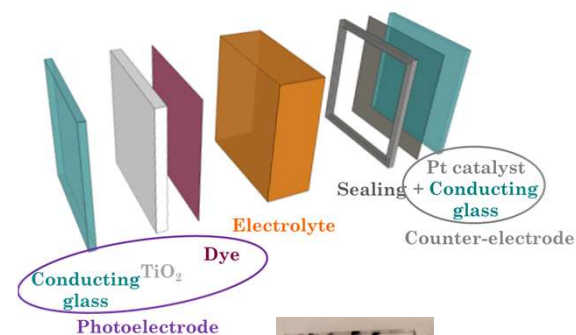 Pt catalyst
Sealing + Conducting
glass
Counter-electrode
Electrolyte
Dye
TiO₂
Conducting
glass
Photoelectrode